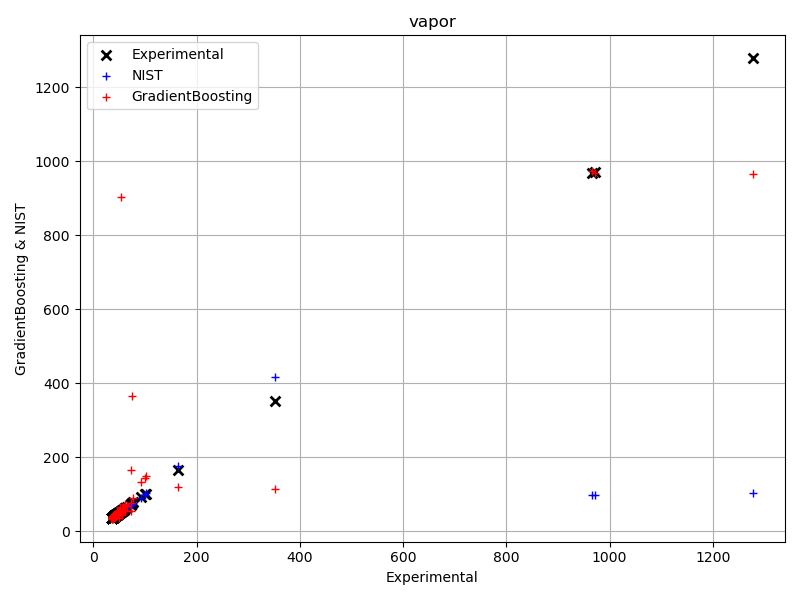 vapor
Experimental
NIST
GradientBoosting
GradientBoosting & NIST
1200
1000
800
600
400
200
0
0 200 400 600 800 1000 1200
Experimental